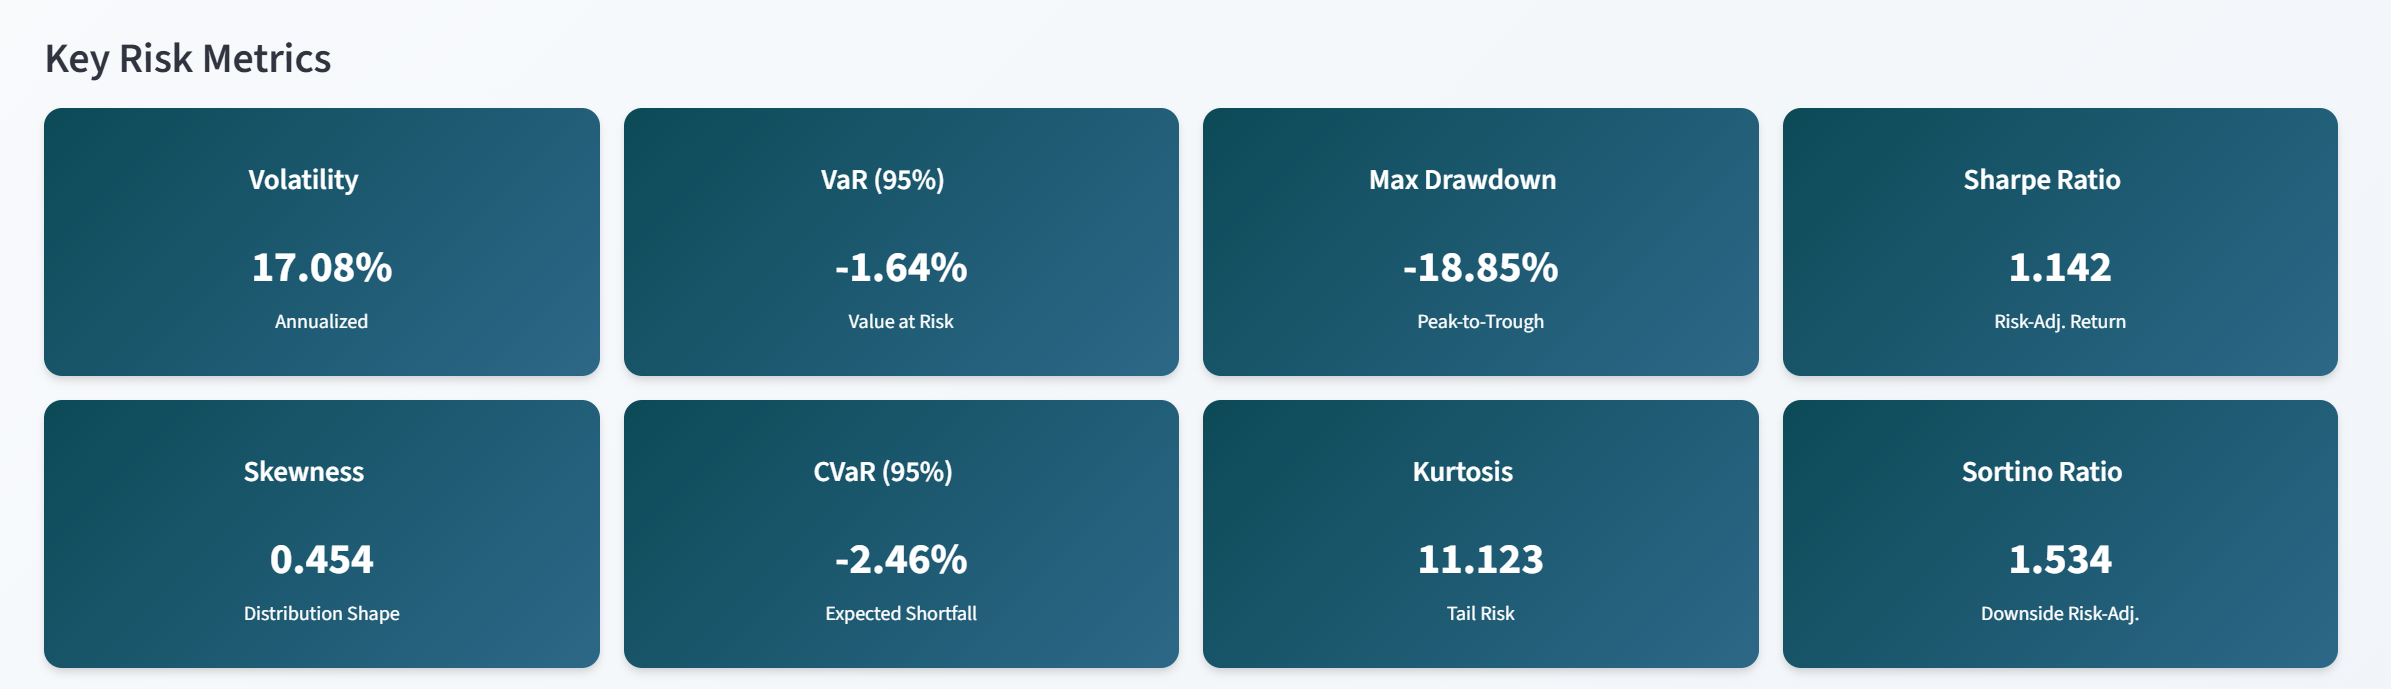 Key Risk Metrics
Volatility
17.08%
Annualized
VaR (95%)
-1.64%
Value at Risk
Max Drawdown
-18.85%
Peak-to-Trough
Sharpe Ratio
1.142
Risk-Adj. Return
Skewness
0.454
Distribution Shape
CVaR (95%)
-2.46%
Expected Shortfall
Kurtosis
11.123
Tail Risk
Sortino Ratio
1.534
Downside Risk-Adj.